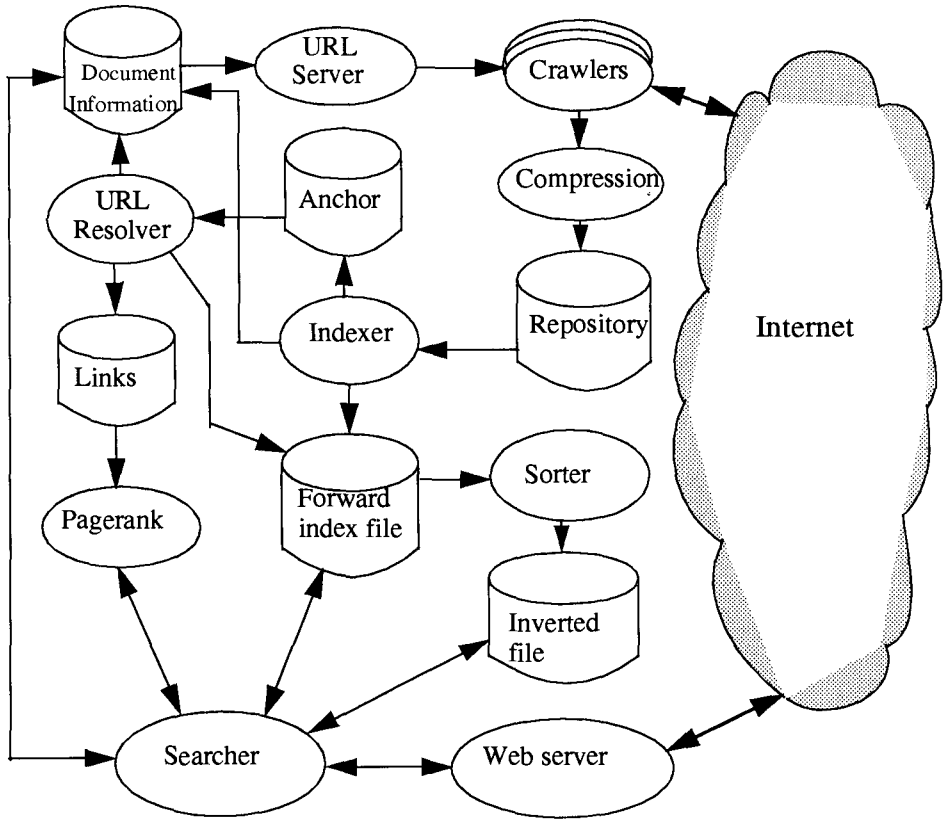 URL
Server
Document
Information
Crawlers
Compression
Anchor
URL
Resolver
Repository
Indexer
Internet
Links
Sorter
Forward
index file
Pagerank
Inverted
file
Searcher
Web server